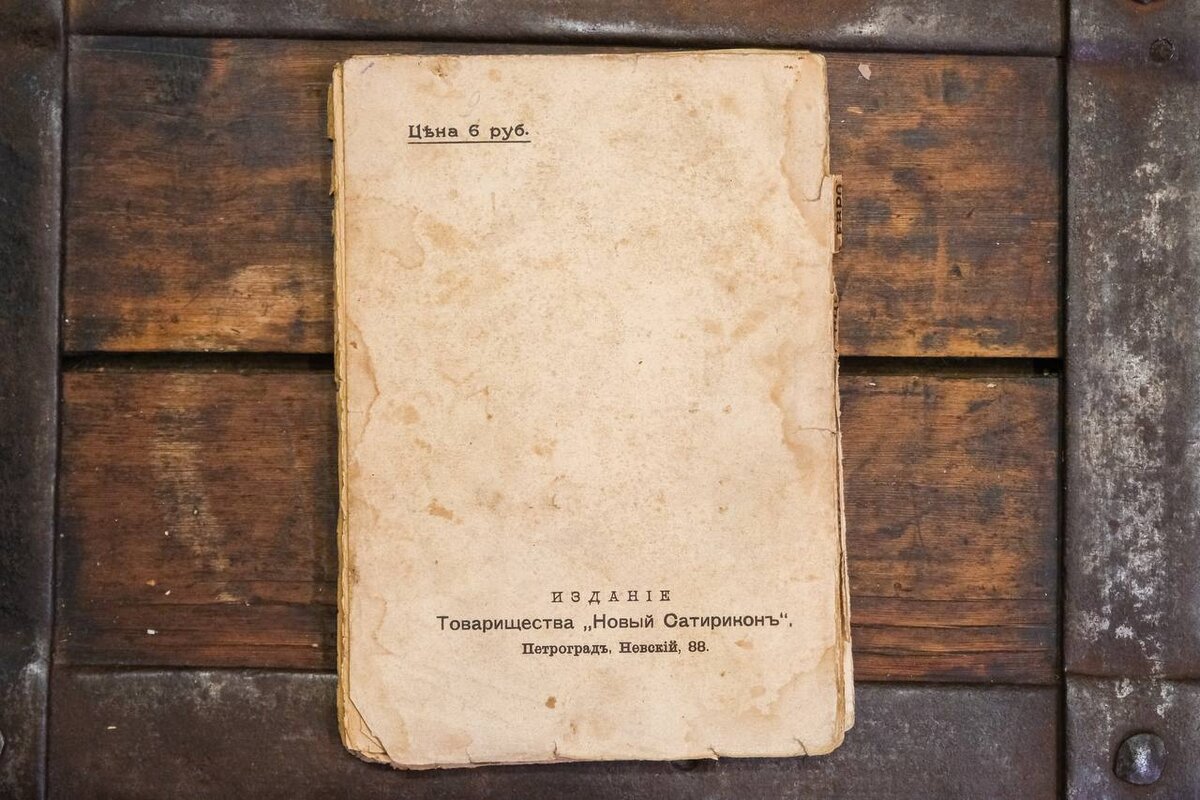 Цѣна 6 руб.
ИЗДАНІЕ
Товарищества „Новый Сатириконъ“.
Петроградъ, Невскій, 88.